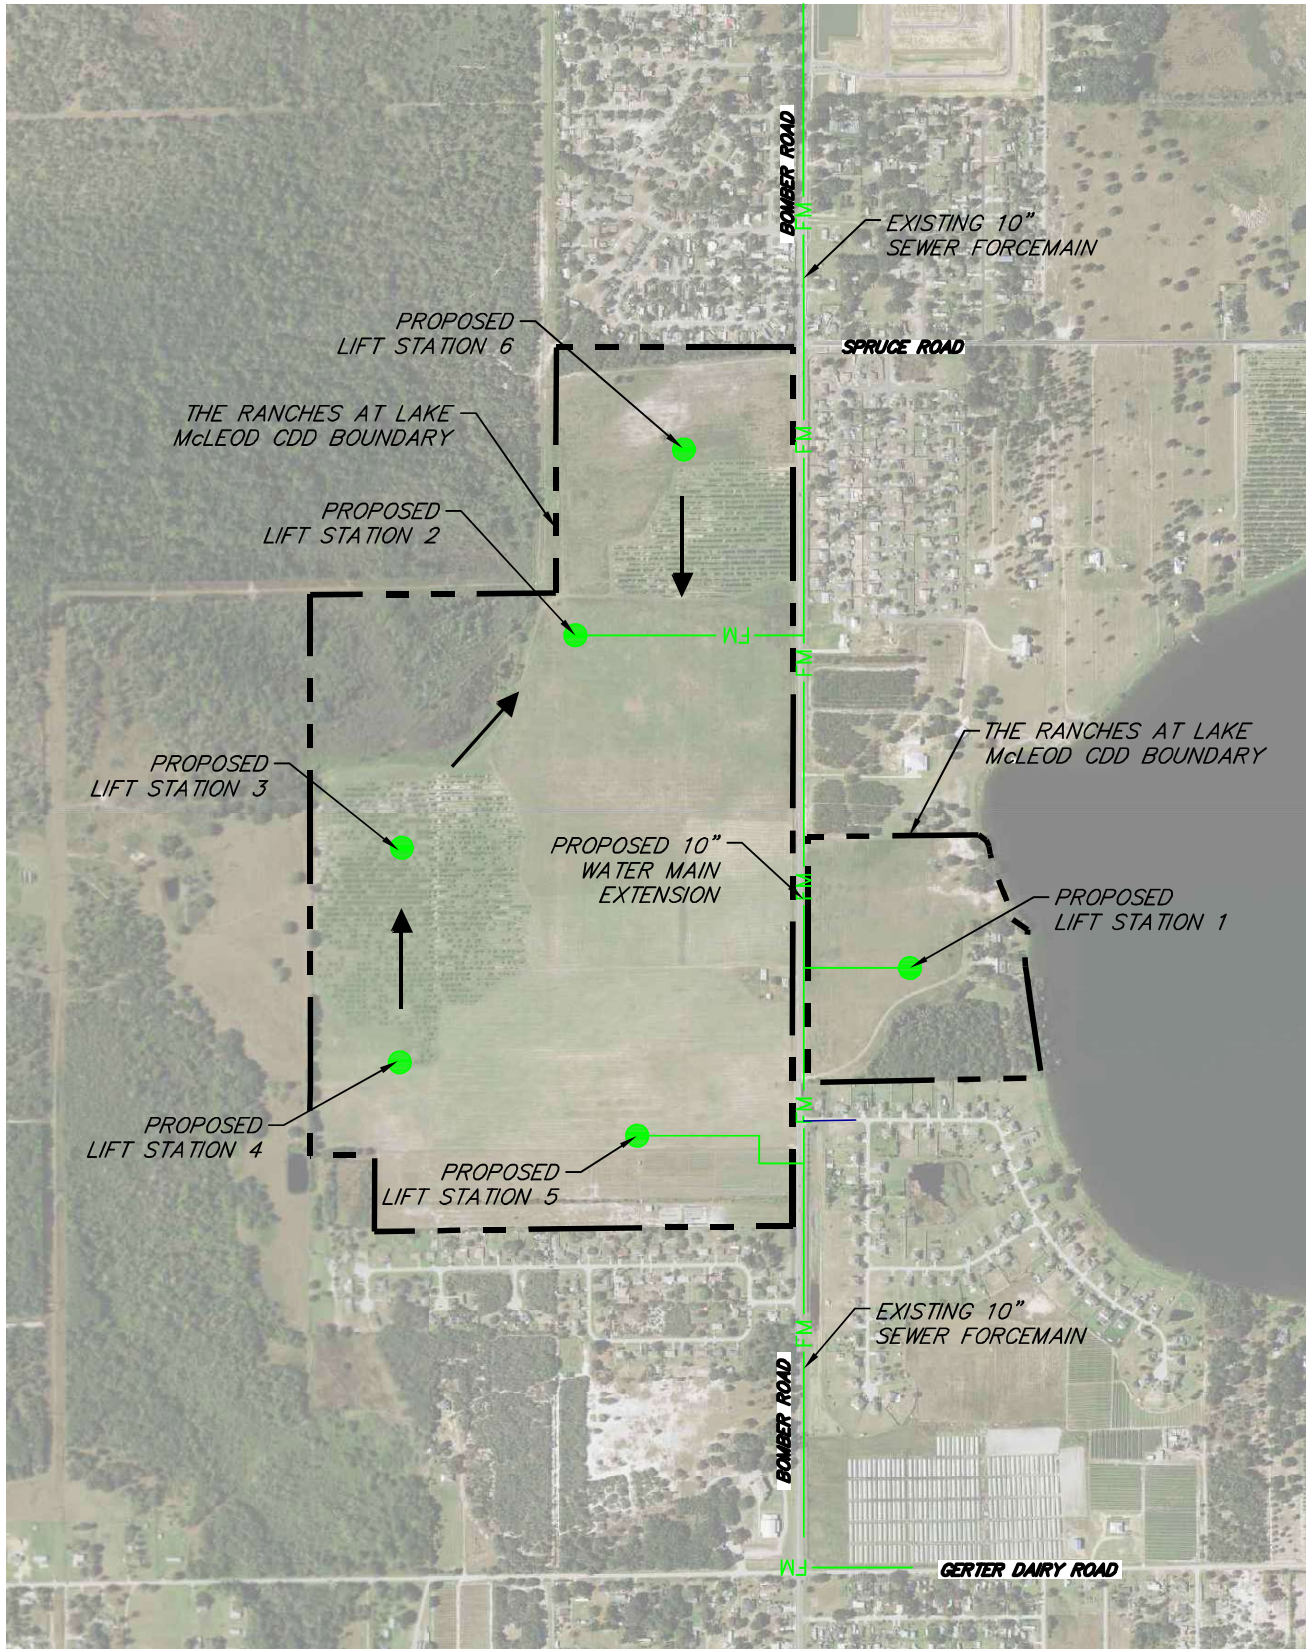 BOMBER ROAD
FM
EXISTING 10"
SEWER FORCEMAIN
PROPOSED
LIFT STATION 6
SPRUCE ROAD
THE RANCHES AT LAKE
McLEOD CDD BOUNDARY
FM
PROPOSED
LIFT STATION 2
FM
FM
THE RANCHES AT LAKE
McLEOD CDD BOUNDARY
PROPOSED
LIFT STATION 3
PROPOSED 10"
WATER MAIN
EXTENSION
FM
PROPOSED
LIFT STATION 1
FM
PROPOSED
LIFT STATION 4
PROPOSED
LIFT STATION 5
EXISTING 10"
SEWER FORCEMAIN
FM
BOMBER ROAD
FM
GERTER DAIRY ROAD